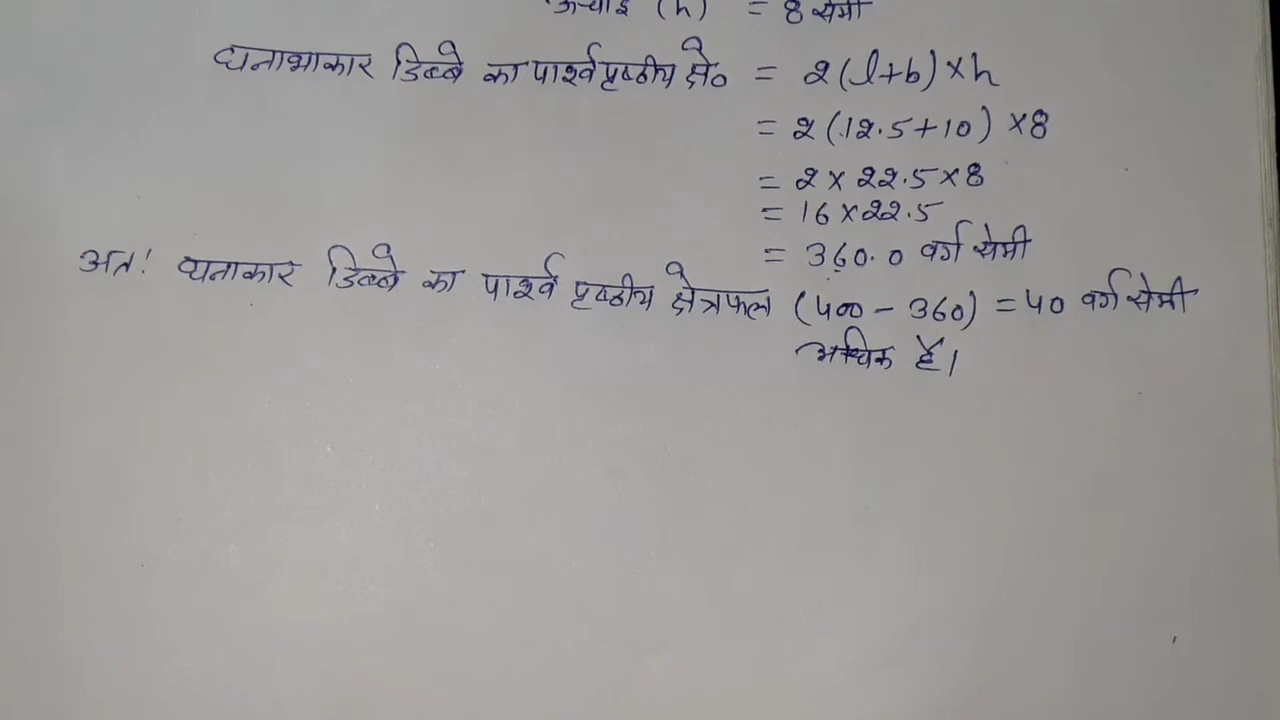 ऊँचाई (h) = 8 सेमी
घनाभाकार डिब्बे का पार्श्व पृष्ठीय क्षे० = 2(l+b)×h
= 2(12.5+10)×8
= 2×22.5×8
= 16×22.5
= 360.0 वर्ग सेमी
अत! घनाकार डिब्बे का पार्श्व पृष्ठीय क्षेत्रफल (400-360) = 40 वर्ग सेमी
अधिक है।